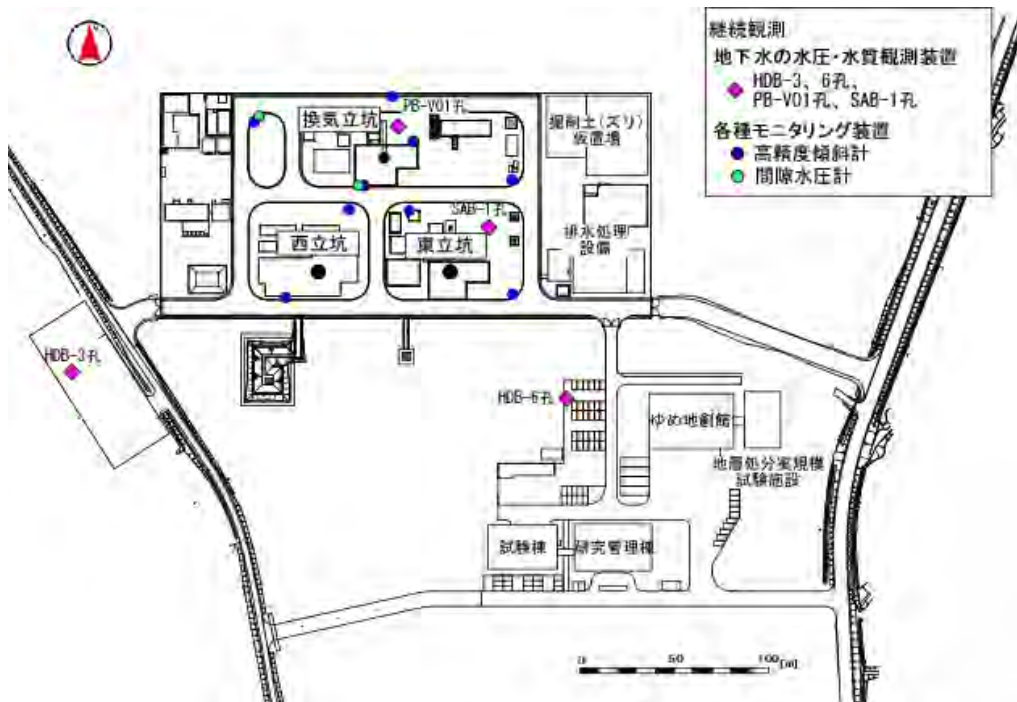 継続観測
地下水の水圧・水質観測装置
HDB-3、6孔、
PB-V01孔、SAB-1孔
各種モニタリング装置
高精度傾斜計
間隙水圧計
PB-V01孔
換気立坑
掘削土(ズリ)
仮置場
SAB-1孔
西立坑
東立坑
排水処理
設備
HDB-3孔
HDB-6孔
ゆめ地創館
地層処分実規模
試験施設
試験棟
研究管理棟
0 50 100[m]